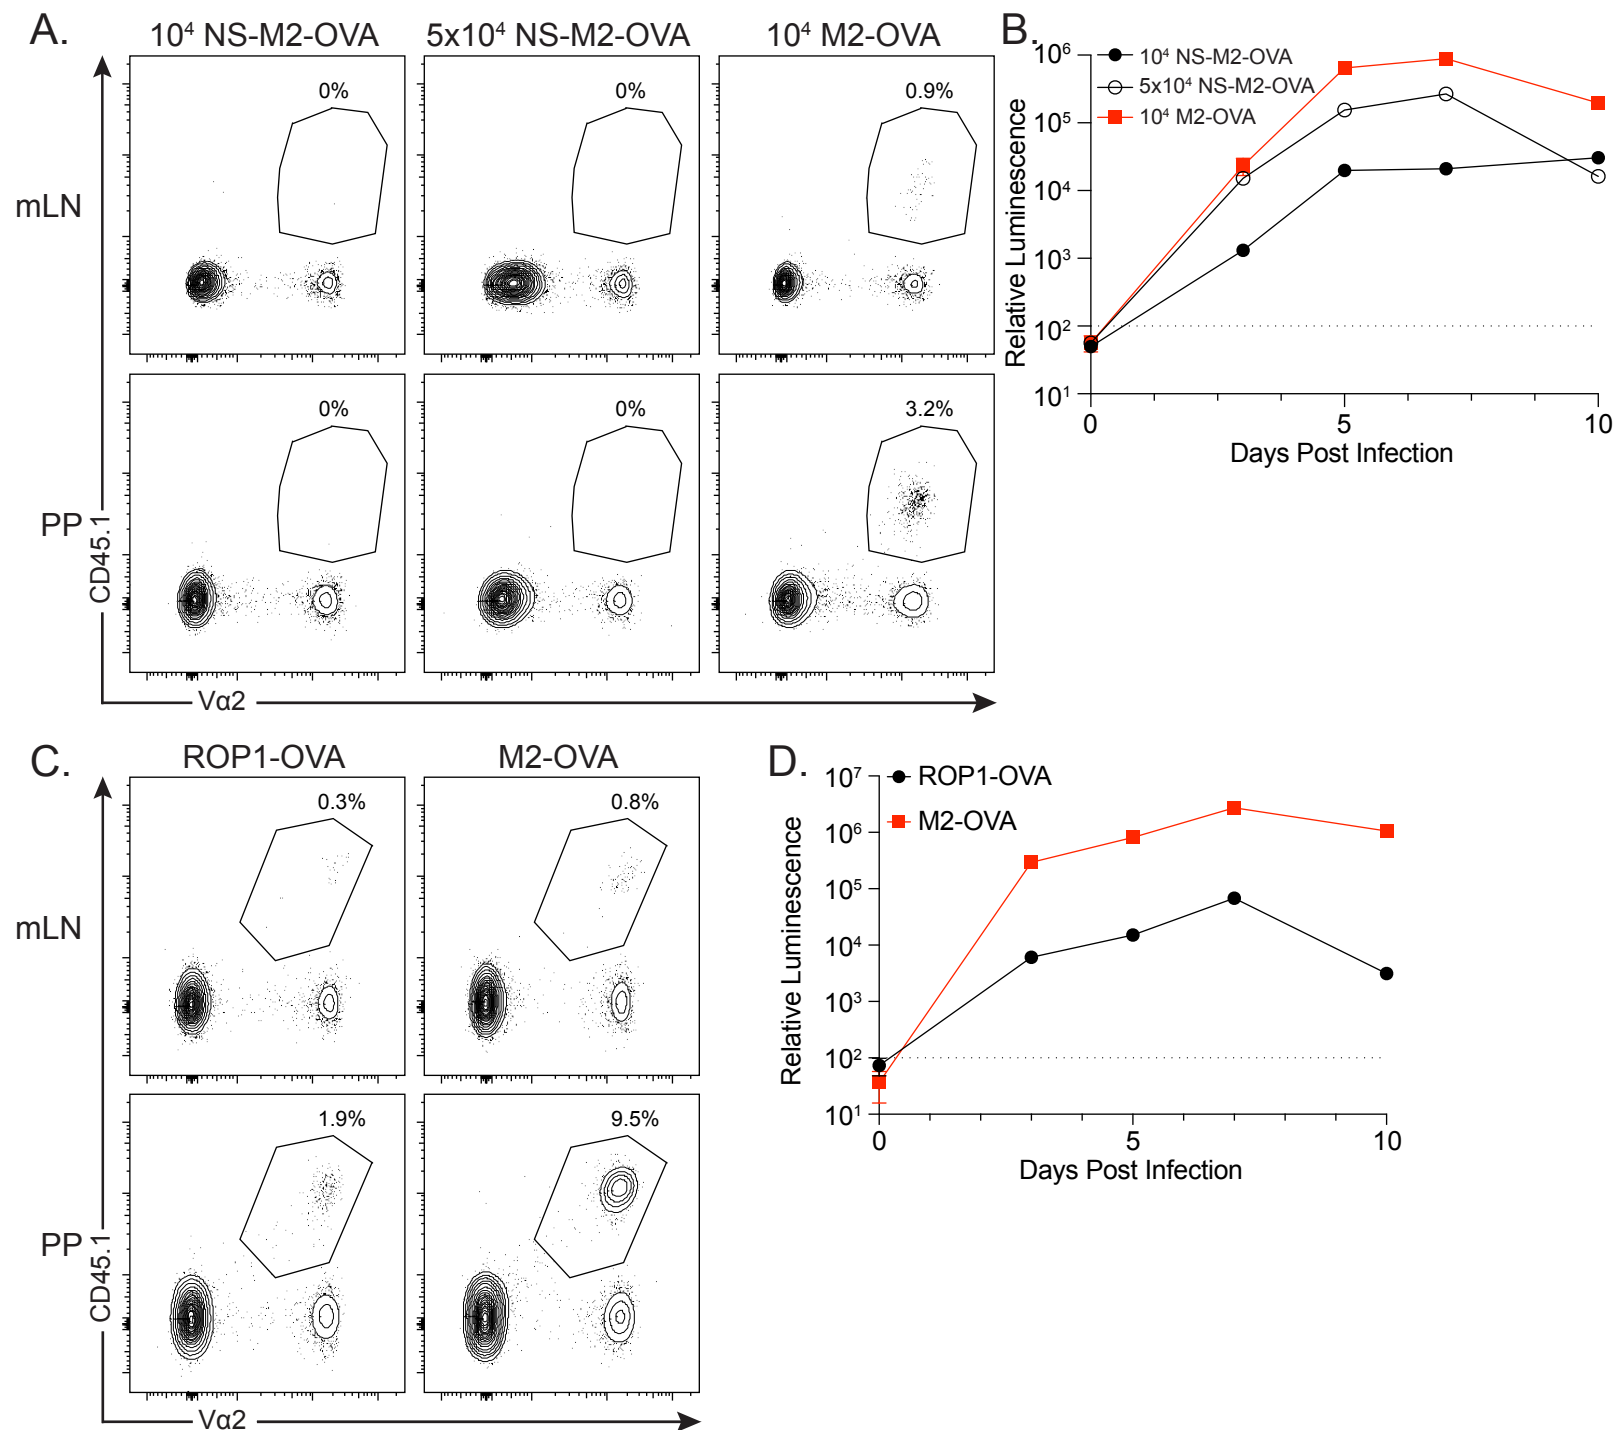 A.
10⁴ NS-M2-OVA
5x10⁴ NS-M2-OVA
10⁴ M2-OVA
mLN
0%
0%
0.9%
PP
0%
0%
3.2%
CD45.1
Vα2
B.
10⁴ NS-M2-OVA
5x10⁴ NS-M2-OVA
10⁴ M2-OVA
Relative Luminescence
10⁶
10⁵
10⁴
10³
10²
10¹
0
5
10
Days Post Infection
C.
ROP1-OVA
M2-OVA
mLN
0.3%
0.8%
PP
1.9%
9.5%
CD45.1
Vα2
D.
ROP1-OVA
M2-OVA
Relative Luminescence
10⁷
10⁶
10⁵
10⁴
10³
10²
10¹
0
5
10
Days Post Infection